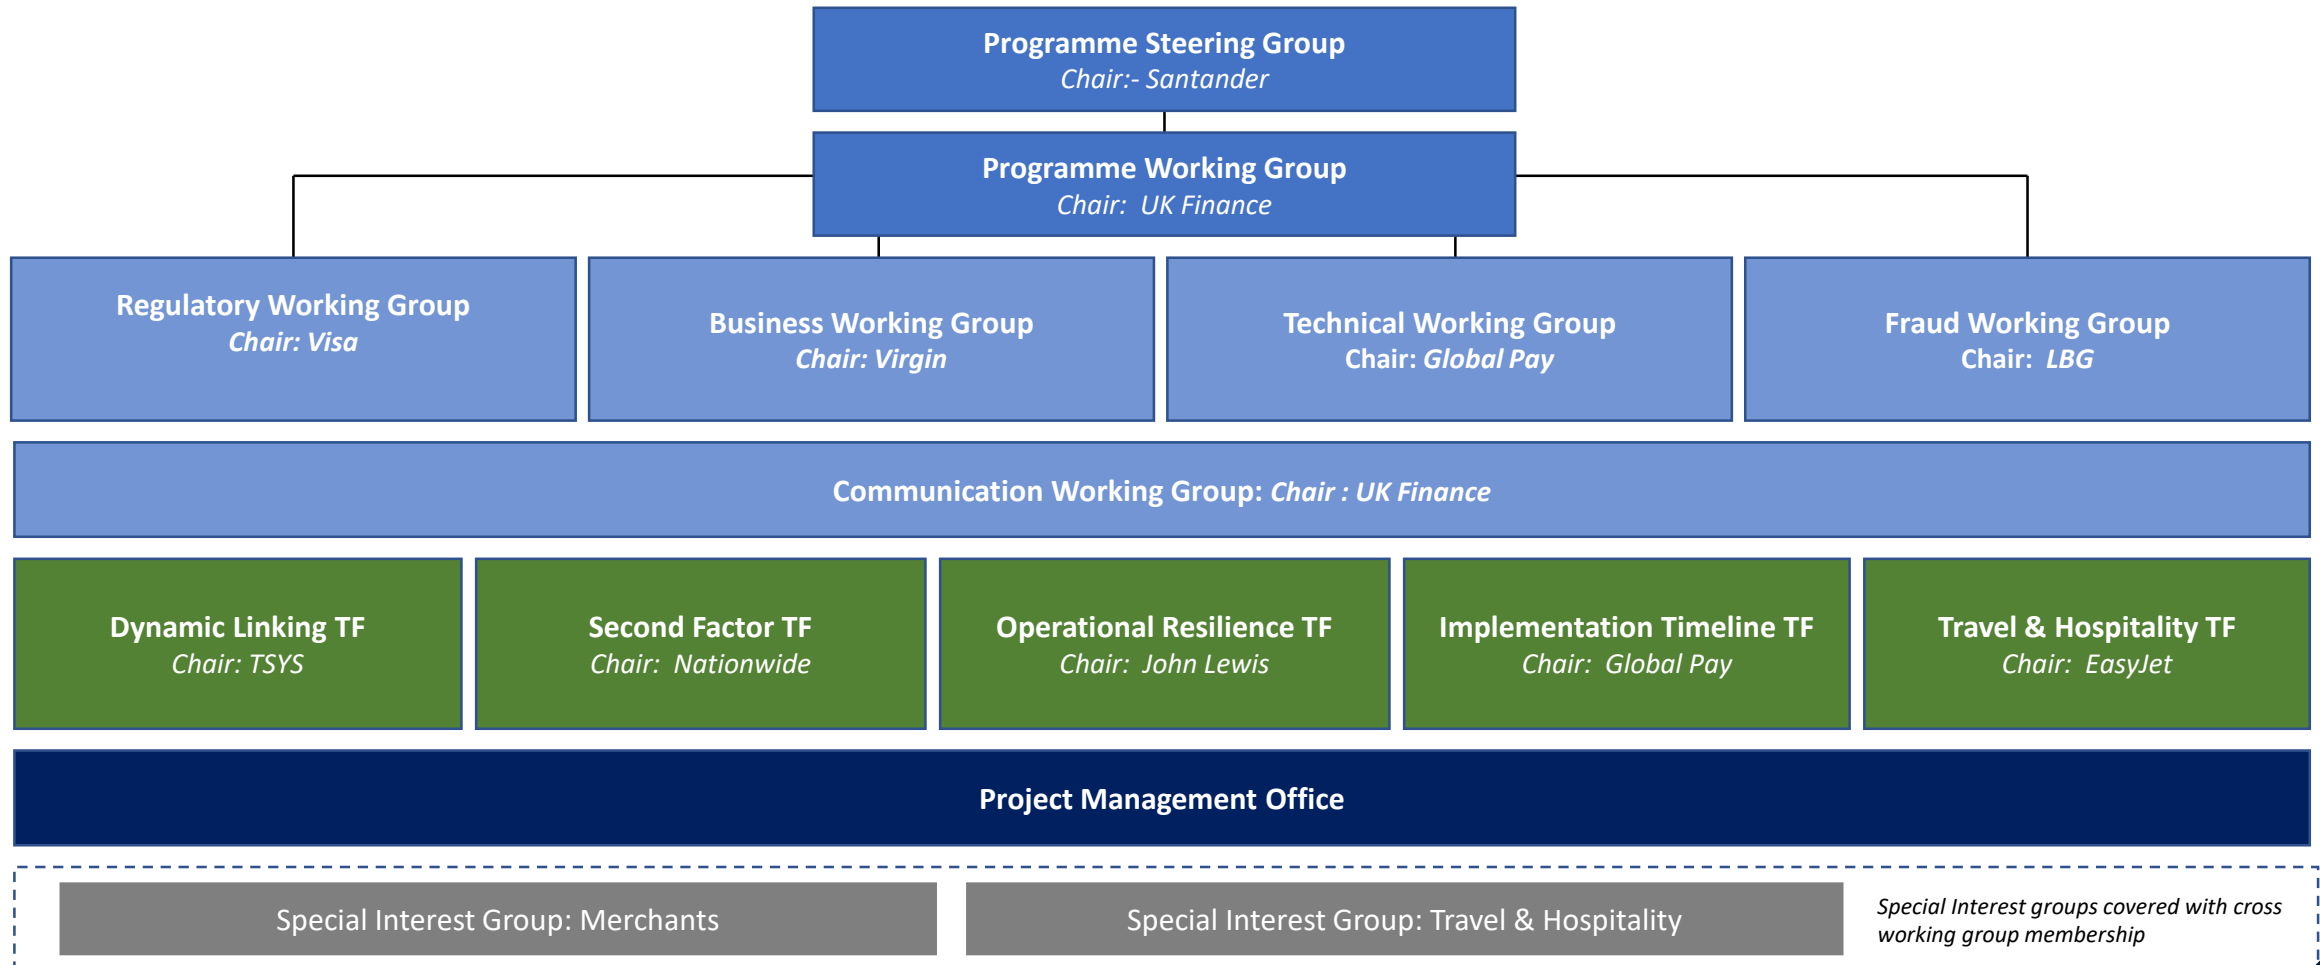 Programme Steering Group
Chair:- Santander
Programme Working Group
Chair: UK Finance
Regulatory Working Group
Chair: Visa
Business Working Group
Chair: Virgin
Technical Working Group
Chair: Global Pay
Fraud Working Group
Chair: LBG
Communication Working Group: Chair : UK Finance
Dynamic Linking TF
Chair: TSYS
Second Factor TF
Chair: Nationwide
Operational Resilience TF
Chair: John Lewis
Implementation Timeline TF
Chair: Global Pay
Travel & Hospitality TF
Chair: EasyJet
Project Management Office
Special Interest Group: Merchants
Special Interest Group: Travel & Hospitality
Special Interest groups covered with cross
working group membership